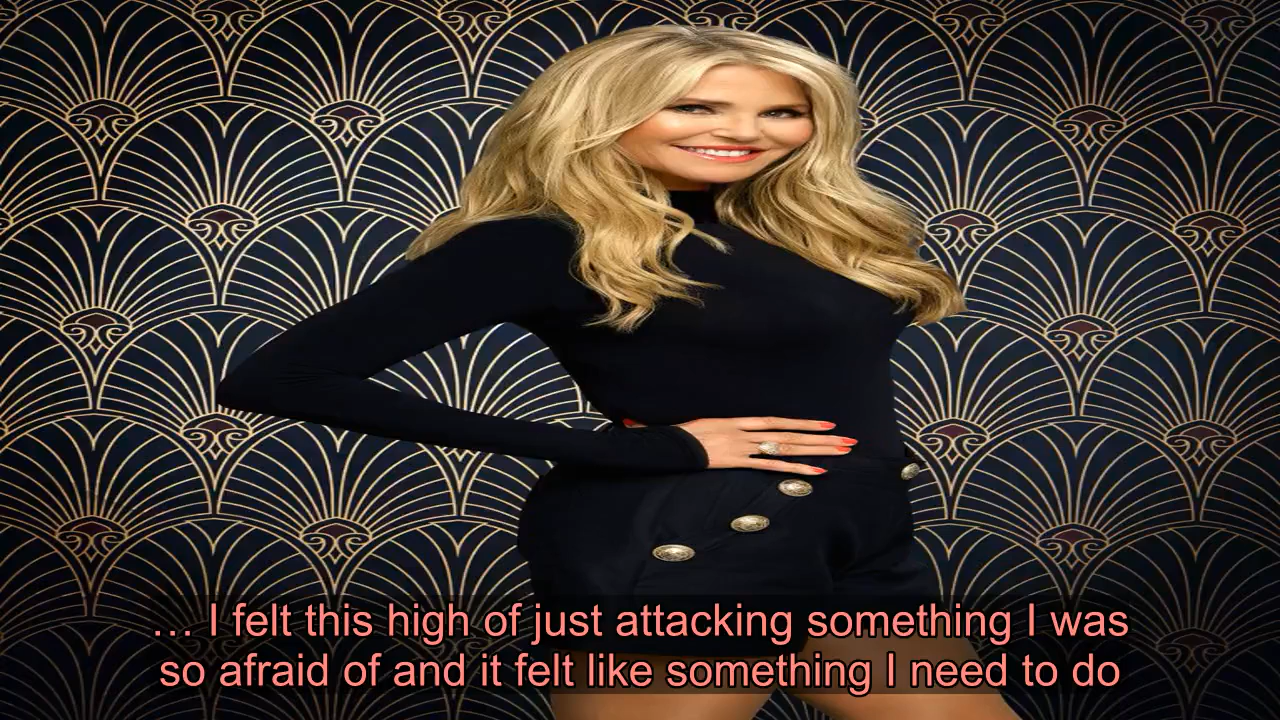 … I felt this high of just attacking something I was
so afraid of and it felt like something I need to do